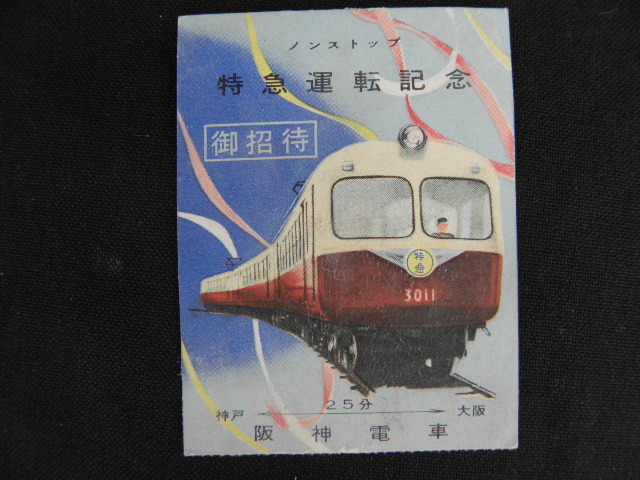 ノンストップ
特急運転記念
御招待
特急
3011
25分
神戸 大阪
阪神電車